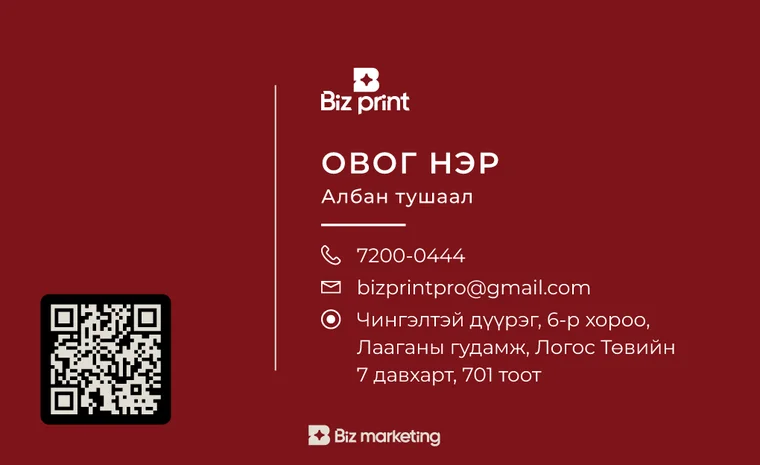 Biz print
ОВОГ НЭР
Албан тушаал
7200-0444
bizprintpro@gmail.com
Чингэлтэй дүүрэг, 6-р хороо,
Лааганы гудамж, Логос Төвийн
7 давхарт, 701 тоот
Biz marketing